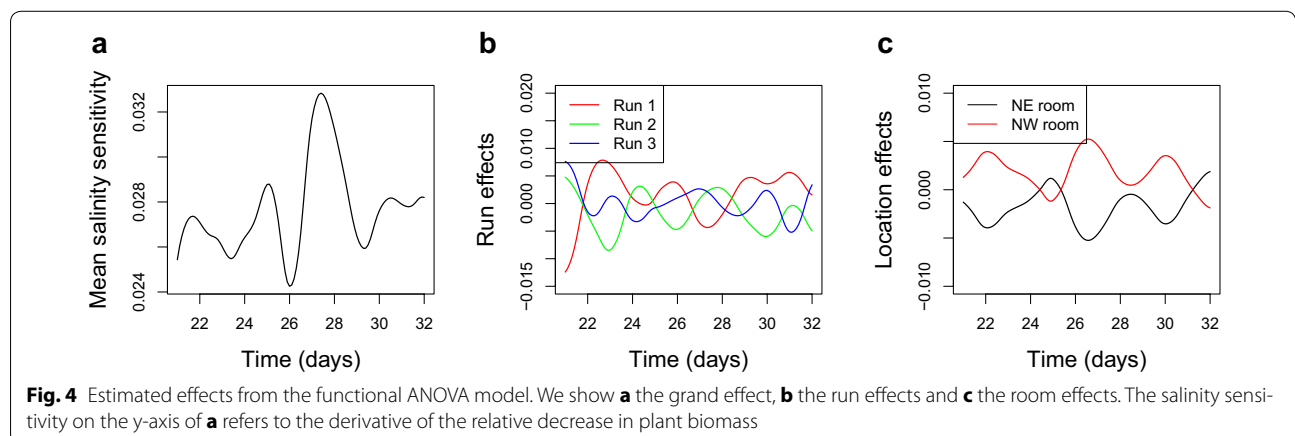 a
Mean salinity sensitivity
0.032
0.028
0.024
22 24 26 28 30 32
Time (days)
b
Run effects
0.020
0.010
0.000
−0.015
Run 1
Run 2
Run 3
22 24 26 28 30 32
Time (days)
c
Location effects
0.010
0.000
−0.010
NE room
NW room
22 24 26 28 30 32
Time (days)
Fig. 4 Estimated effects from the functional ANOVA model. We show a the grand effect, b the run effects and c the room effects. The salinity sensi-
tivity on the y-axis of a refers to the derivative of the relative decrease in plant biomass